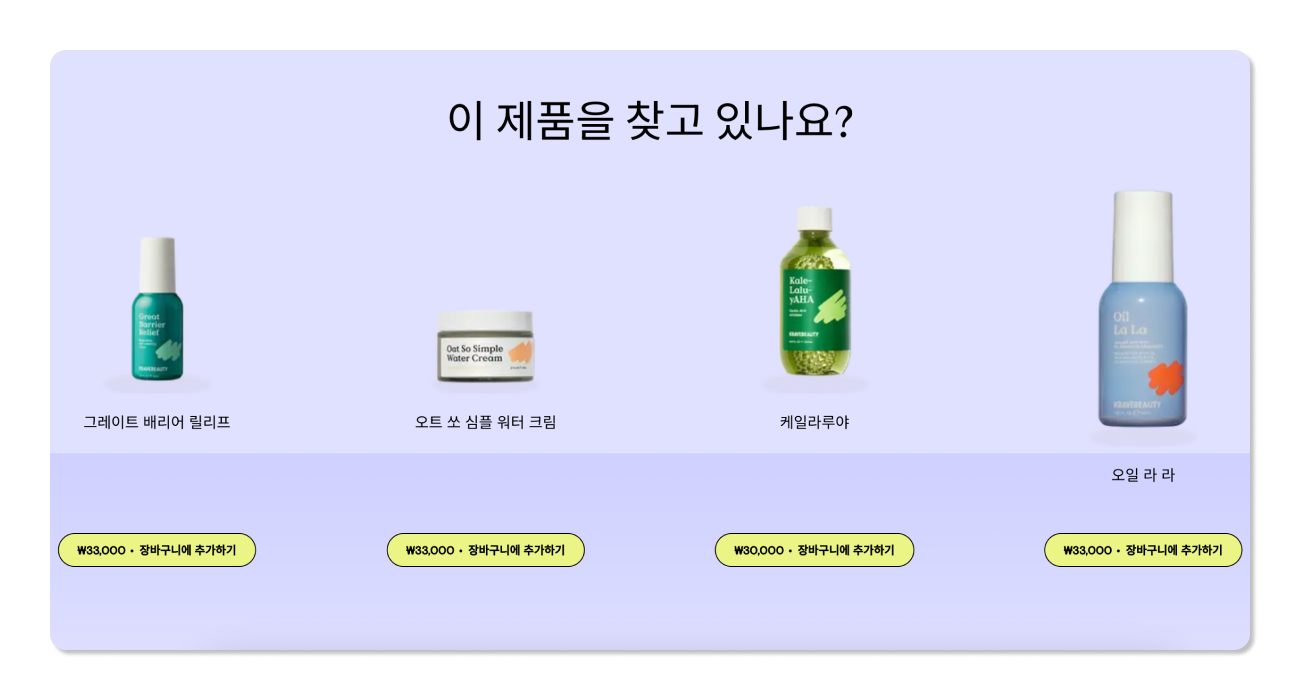 이 제품을 찾고 있나요?
Great
Barrier
Relief
KRAVEBEAUTY
Oat So Simple
Water Cream
Kale-
Lalu-
yAHA
KRAVEBEAUTY
Oil
La La
KRAVEBEAUTY
그레이트 배리어 릴리프
오트 쏘 심플 워터 크림
케일라루야
오일 라 라
₩33,000 • 장바구니에 추가하기
₩33,000 • 장바구니에 추가하기
₩30,000 • 장바구니에 추가하기
₩33,000 • 장바구니에 추가하기